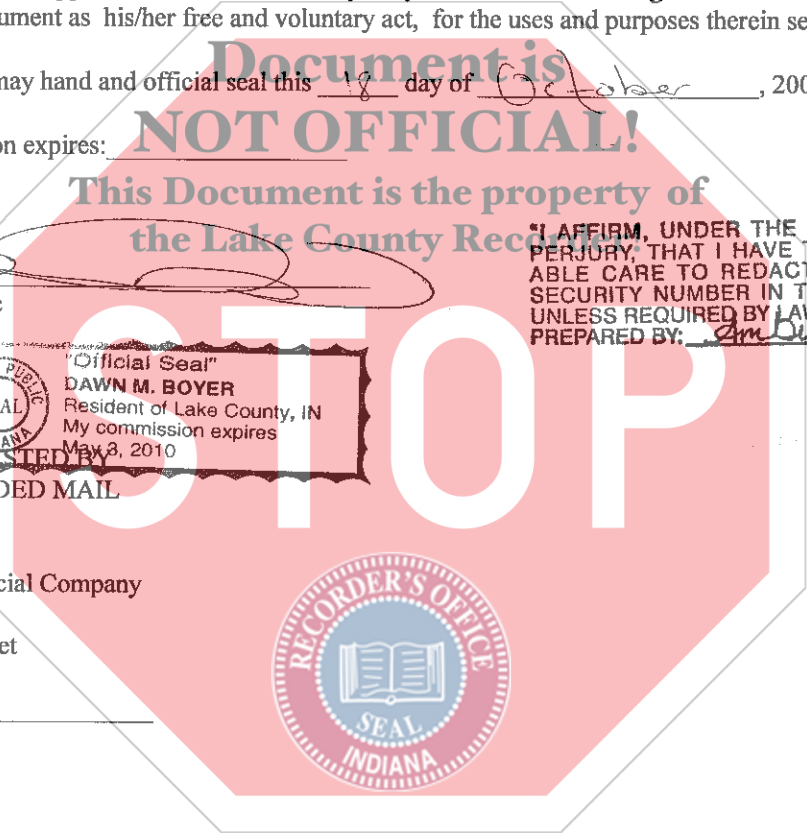 ument as his/her free and voluntary act, for the uses and purposes therein se
Document is
may hand and official seal this 18 day of October, 200
NOT OFFICIAL!
on expires:
This Document is the property of
the Lake County Recorder!
"I AFFIRM, UNDER THE
PERJURY, THAT I HAVE
ABLE CARE TO REDACT
SECURITY NUMBER IN T
UNLESS REQUIRED BY LAW
PREPARED BY:
STOP
PUBLIC
AL
ANA
"Official Seal"
DAWN M. BOYER
Resident of Lake County, IN
My commission expires
May 3, 2010
STED BY
DED MAIL
cial Company
et
RECORDER'S OFFICE
SEAL
INDIANA